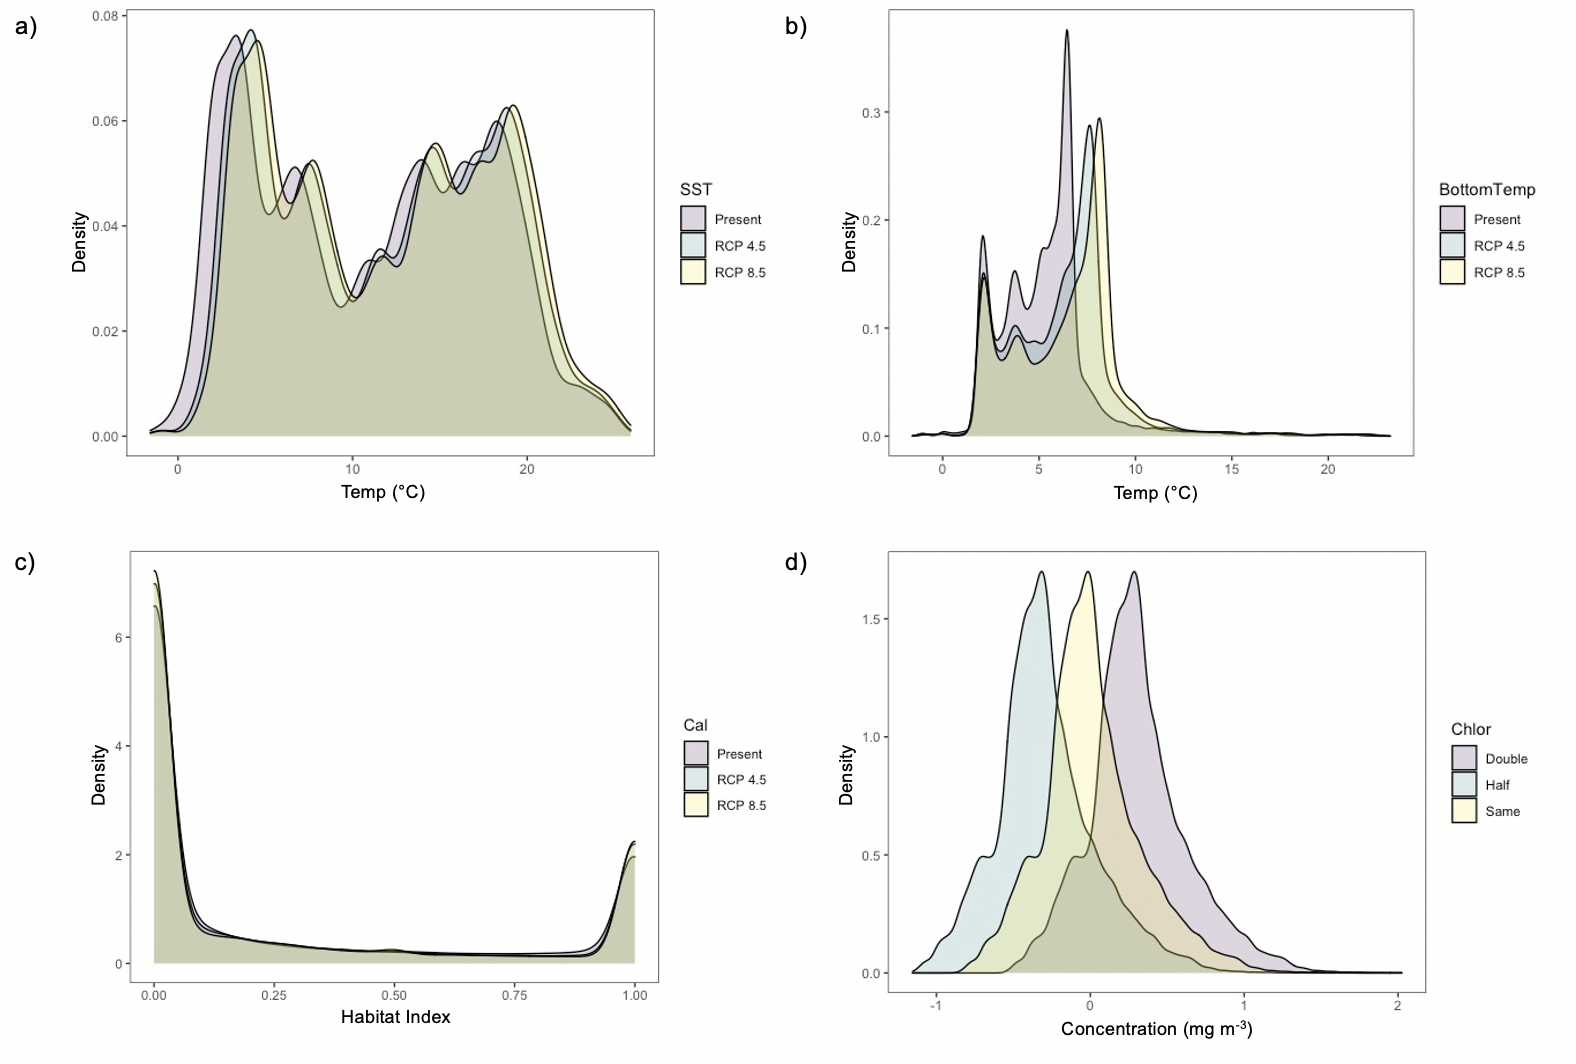 a)
0.08
0.06
0.04
0.02
0.00
Density
0 10 20
Temp (°C)
SST
Present
RCP 4.5
RCP 8.5
b)
0.3
0.2
0.1
0.0
Density
0 5 10 15 20
Temp (°C)
BottomTemp
Present
RCP 4.5
RCP 8.5
c)
6
4
2
0
Density
0.00 0.25 0.50 0.75 1.00
Habitat Index
Cal
Present
RCP 4.5
RCP 8.5
d)
1.5
1.0
0.5
0.0
Density
-1 0 1 2
Concentration (mg m⁻³)
Chlor
Double
Half
Same